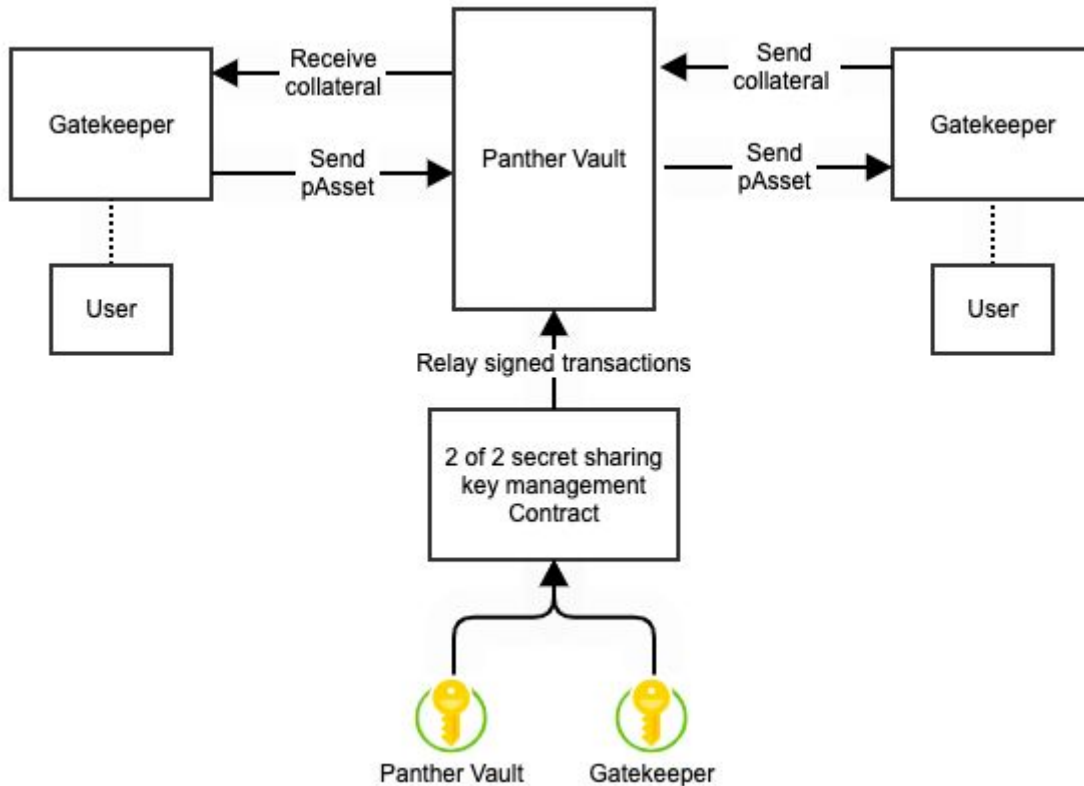 Gatekeeper
Receive
collateral
Send
pAsset
User
Panther Vault
Send
collateral
Send
pAsset
Gatekeeper
User
Relay signed transactions
2 of 2 secret sharing
key management
Contract
Panther Vault
Gatekeeper